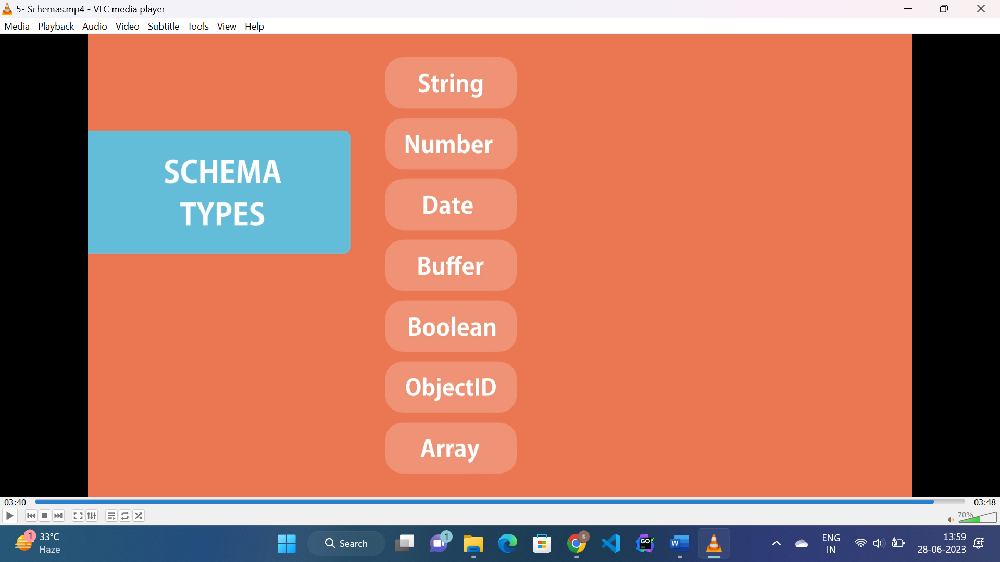 5- Schemas.mp4 - VLC media player
Media Playback Audio Video Subtitle Tools View Help
SCHEMA
TYPES
String
Number
Date
Buffer
Boolean
ObjectID
Array
03:40
03:48
70%
1
33°C
Haze
Search
1
S
GO
W
ENG
IN
13:59
28-06-2023